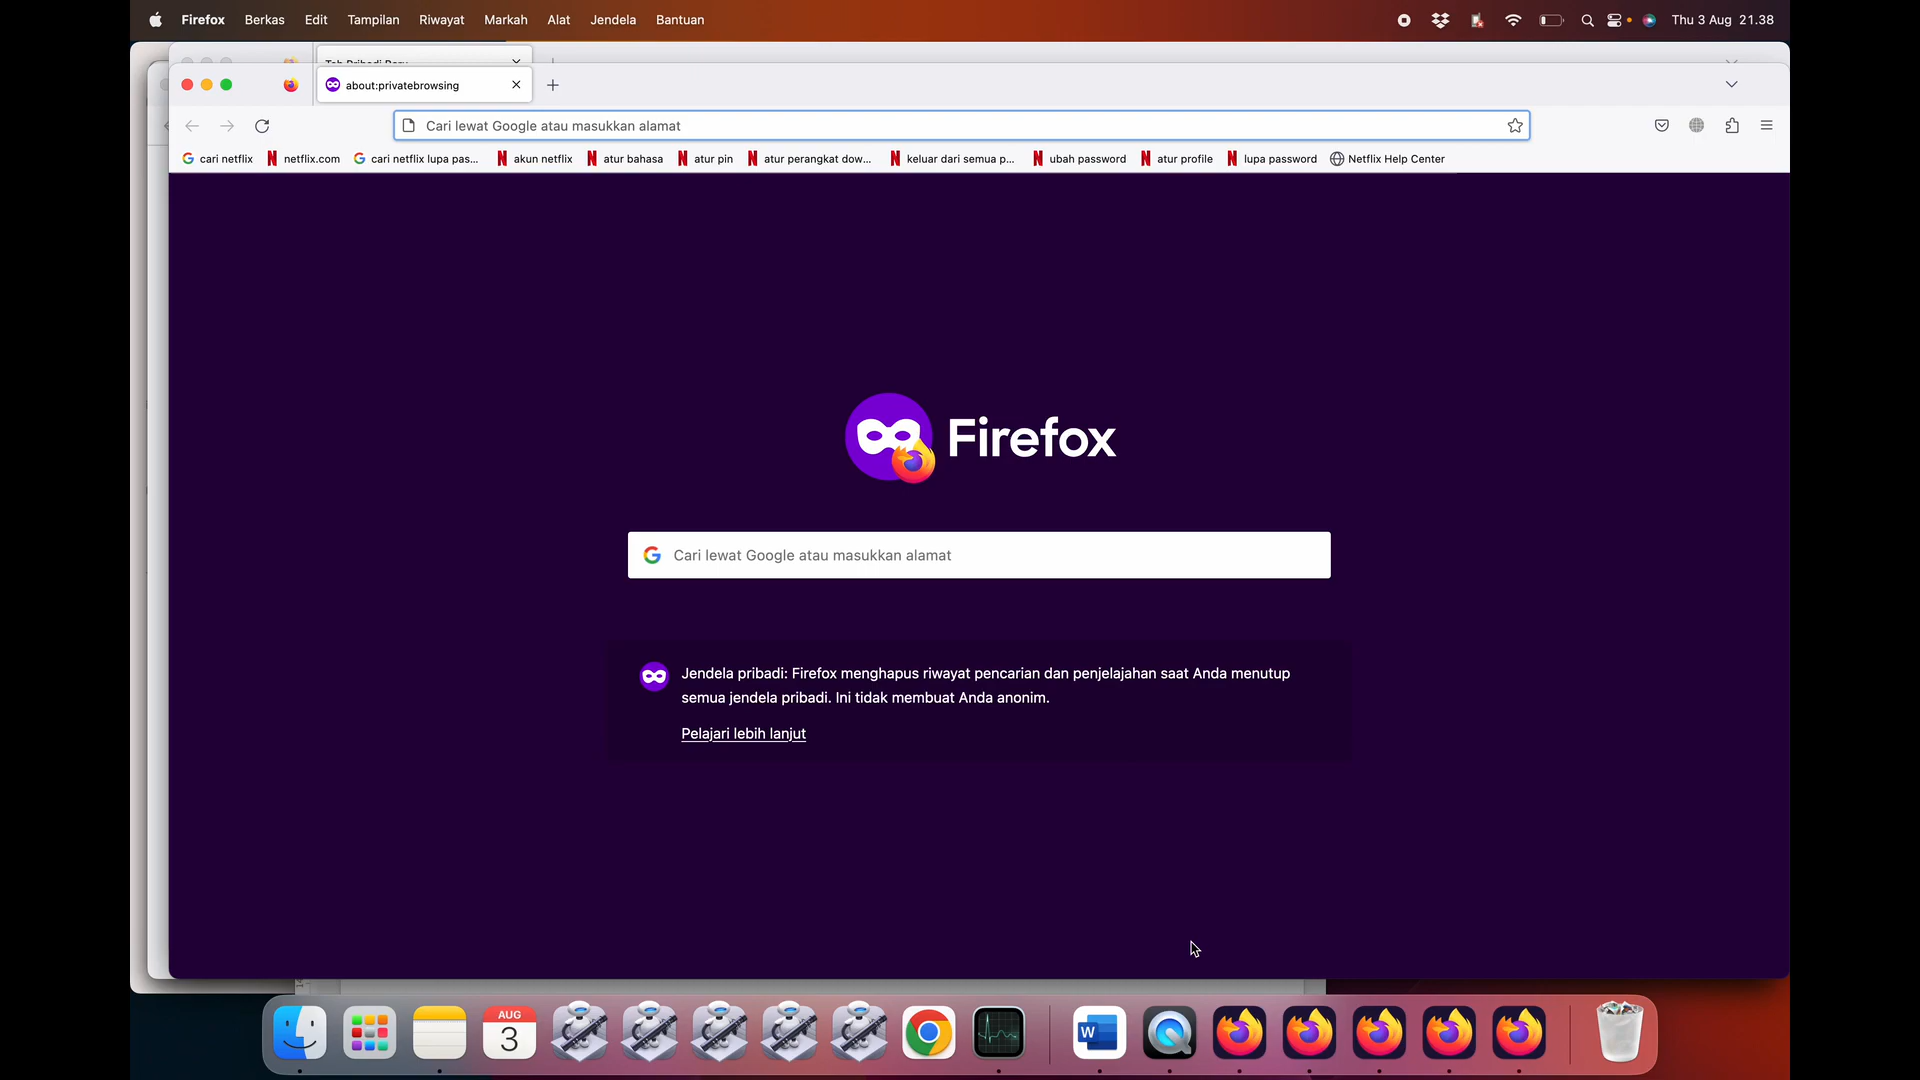 Firefox Berkas Edit Tampilan Riwayat Markah Alat Jendela Bantuan Thu 3 Aug 21.38
about:privatebrowsing
Cari lewat Google atau masukkan alamat
cari netflix netflix.com cari netflix lupa pas... akun netflix atur bahasa atur pin atur perangkat dow... keluar dari semua p... ubah password atur profile lupa password Netflix Help Center
Firefox
Cari lewat Google atau masukkan alamat
Jendela pribadi: Firefox menghapus riwayat pencarian dan penjelajahan saat Anda menutup
semua jendela pribadi. Ini tidak membuat Anda anonim.
Pelajari lebih lanjut
AUG
3
W